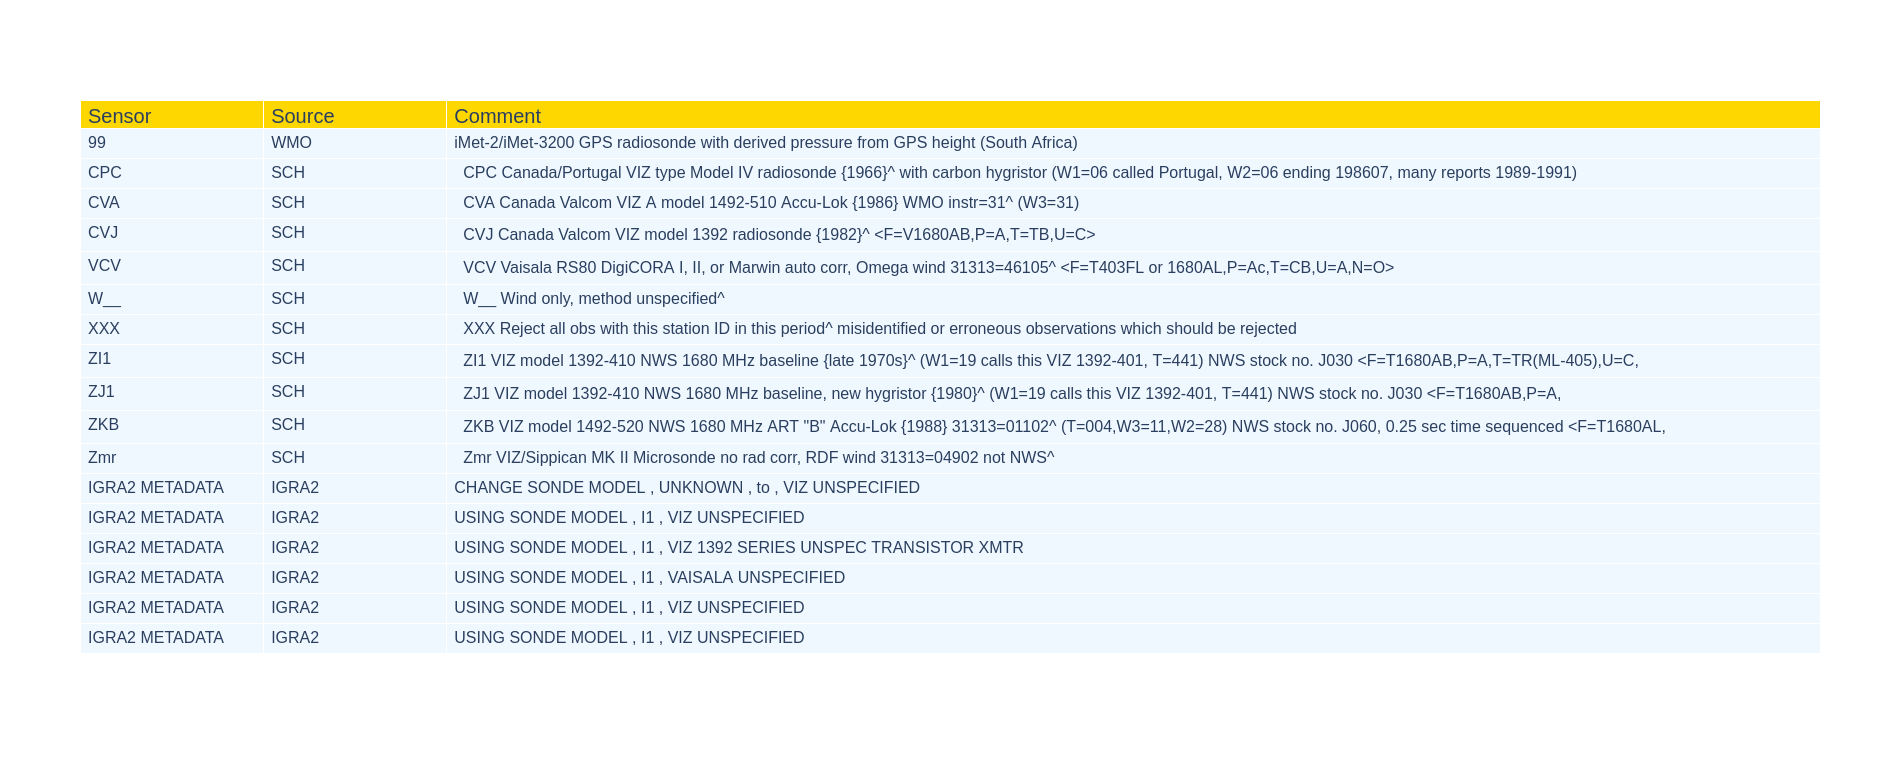 Sensor Source Comment
99 WMO iMet-2/iMet-3200 GPS radiosonde with derived pressure from GPS height (South Africa)
CPC SCH CPC Canada/Portugal VIZ type Model IV radiosonde {1966}^ with carbon hygristor (W1=06 called Portugal, W2=06 ending 198607, many reports 1989-1991)
CVA SCH CVA Canada Valcom VIZ A model 1492-510 Accu-Lok {1986} WMO instr=31^ (W3=31)
CVJ SCH CVJ Canada Valcom VIZ model 1392 radiosonde {1982}^ <F=V1680AB,P=A,T=TB,U=C>
VCV SCH VCV Vaisala RS80 DigiCORA I, II, or Marwin auto corr, Omega wind 31313=46105^ <F=T403FL or 1680AL,P=Ac,T=CB,U=A,N=O>
W__ SCH W__ Wind only, method unspecified^
XXX SCH XXX Reject all obs with this station ID in this period^ misidentified or erroneous observations which should be rejected
ZI1 SCH ZI1 VIZ model 1392-410 NWS 1680 MHz baseline {late 1970s}^ (W1=19 calls this VIZ 1392-401, T=441) NWS stock no. J030 <F=T1680AB,P=A,T=TR(ML-405),U=C,
ZJ1 SCH ZJ1 VIZ model 1392-410 NWS 1680 MHz baseline, new hygristor {1980}^ (W1=19 calls this VIZ 1392-401, T=441) NWS stock no. J030 <F=T1680AB,P=A,
ZKB SCH ZKB VIZ model 1492-520 NWS 1680 MHz ART "B" Accu-Lok {1988} 31313=01102^ (T=004,W3=11,W2=28) NWS stock no. J060, 0.25 sec time sequenced <F=T1680AL,
Zmr SCH Zmr VIZ/Sippican MK II Microsonde no rad corr, RDF wind 31313=04902 not NWS^
IGRA2 METADATA IGRA2 CHANGE SONDE MODEL , UNKNOWN , to , VIZ UNSPECIFIED
IGRA2 METADATA IGRA2 USING SONDE MODEL , I1 , VIZ UNSPECIFIED
IGRA2 METADATA IGRA2 USING SONDE MODEL , I1 , VIZ 1392 SERIES UNSPEC TRANSISTOR XMTR
IGRA2 METADATA IGRA2 USING SONDE MODEL , I1 , VAISALA UNSPECIFIED
IGRA2 METADATA IGRA2 USING SONDE MODEL , I1 , VIZ UNSPECIFIED
IGRA2 METADATA IGRA2 USING SONDE MODEL , I1 , VIZ UNSPECIFIED